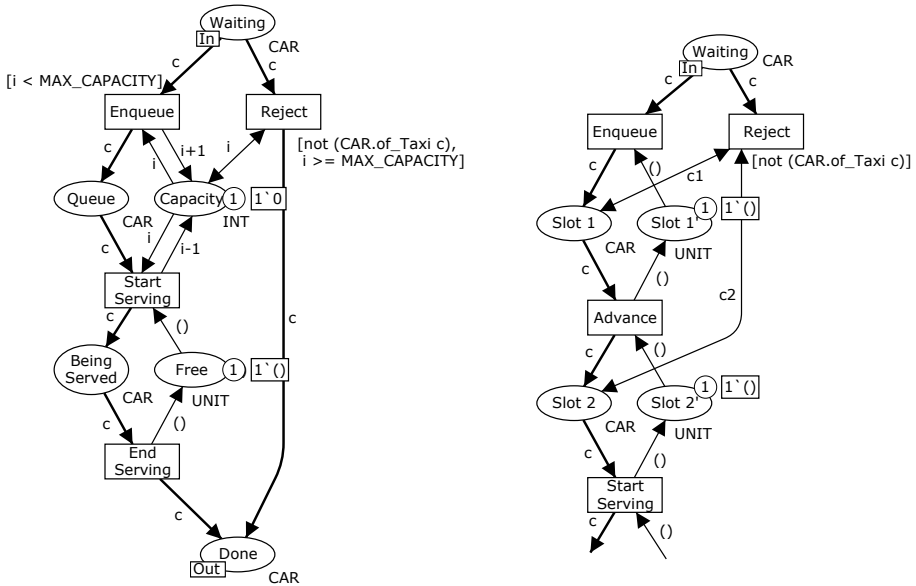 Waiting
In
CAR
c
c
[i < MAX_CAPACITY]
Enqueue
Reject
c
i
i+1
i
[not (CAR.of_Taxi c),
i >= MAX_CAPACITY]
Queue
Capacity
1
1`0
CAR
INT
c
i
i-1
Start
Serving
c
()
c
Being
Served
Free
1
1`()
CAR
UNIT
c
()
End
Serving
c
Done
Out
CAR
Waiting
In
CAR
c
c
Enqueue
Reject
c
()
c1
[not (CAR.of_Taxi c)]
Slot 1
Slot 1'
1
1`()
CAR
UNIT
c
()
c2
Advance
c
()
Slot 2
Slot 2'
1
1`()
CAR
UNIT
c
()
Start
Serving
c
()